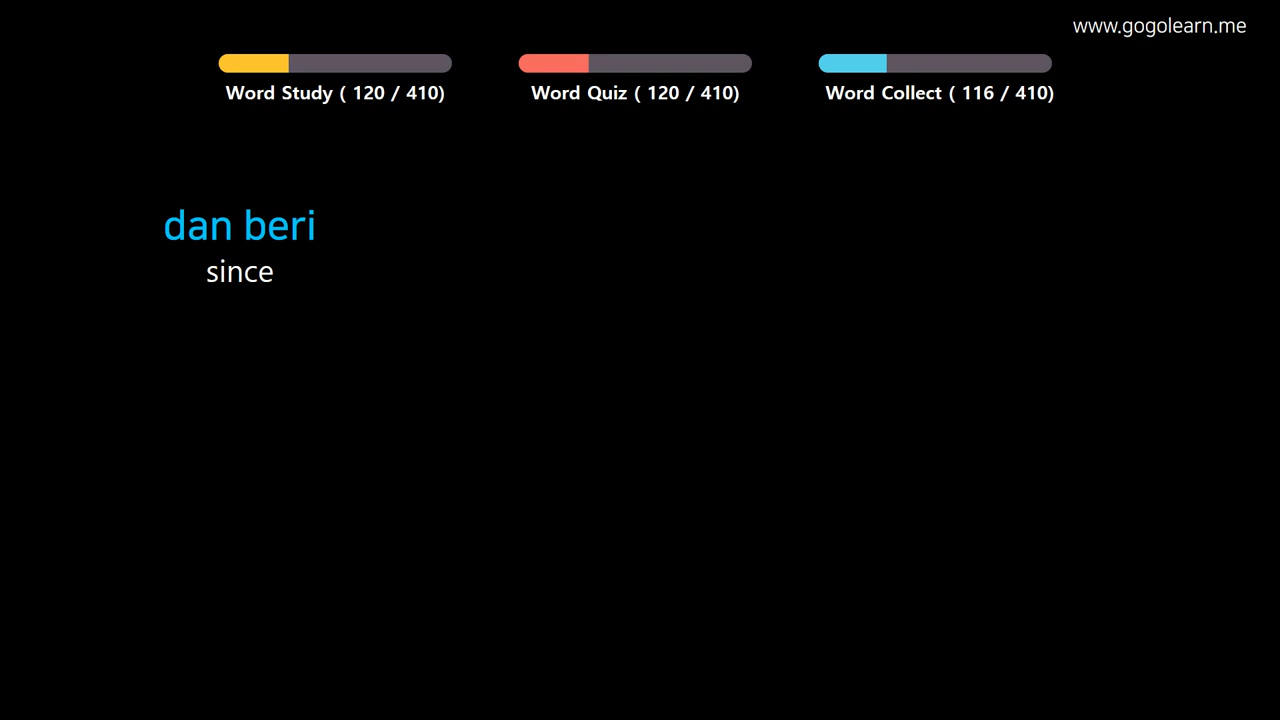 www.gogolearn.me
Word Study ( 120 / 410)
Word Quiz ( 120 / 410)
Word Collect ( 116 / 410)
dan beri
since